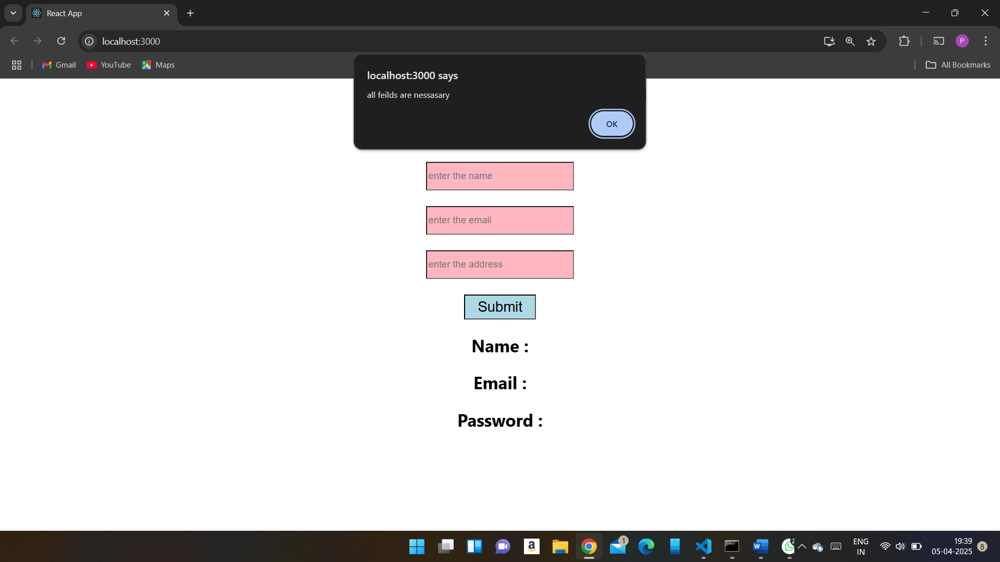 React App
localhost:3000
Gmail YouTube Maps All Bookmarks
localhost:3000 says
all feilds are nessasary
OK
enter the name
enter the email
enter the address
Submit
Name :
Email :
Password :
ENG 19:39
IN 05-04-2025 8
P
a
1
W
2